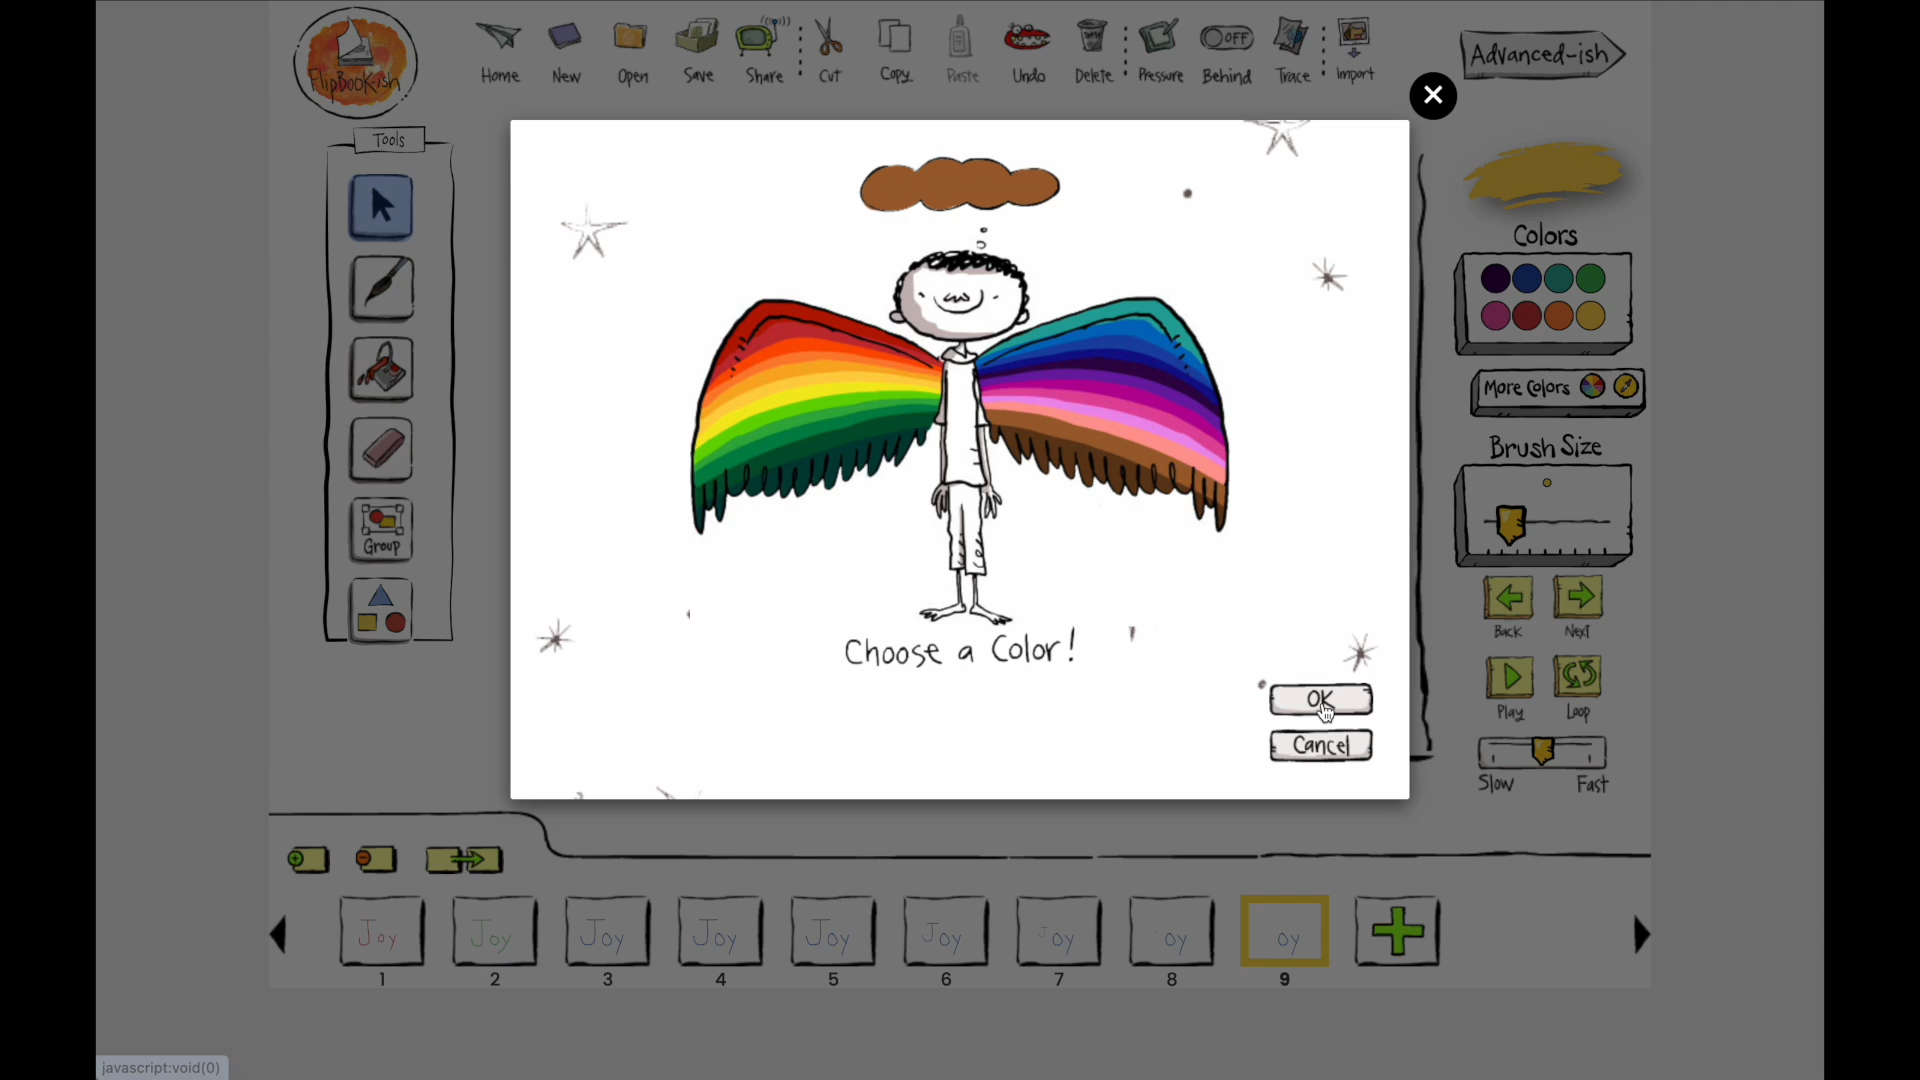 FlipBooK-ish
Home New Open Save Share Cut Copy Paste Undo Delete Pressure Behind Trace Import
OFF
Advanced-ish
Tools
Group
Choose a Color!
OK
Cancel
Colors
More Colors
Brush Size
Back Next
Play Loop
Slow Fast
Joy Joy Joy Joy Joy Joy Joy oy oy
1 2 3 4 5 6 7 8 9
javascript:void(0)